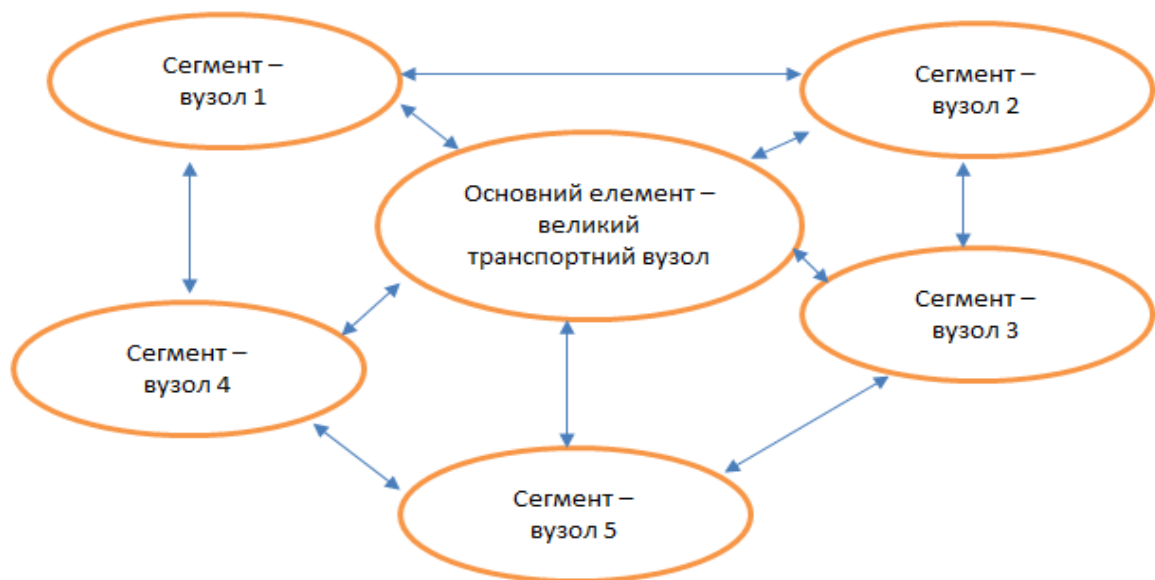 Сегмент –
вузол 1
Сегмент –
вузол 2
Основний елемент –
великий
транспортний вузол
Сегмент –
вузол 3
Сегмент –
вузол 4
Сегмент –
вузол 5